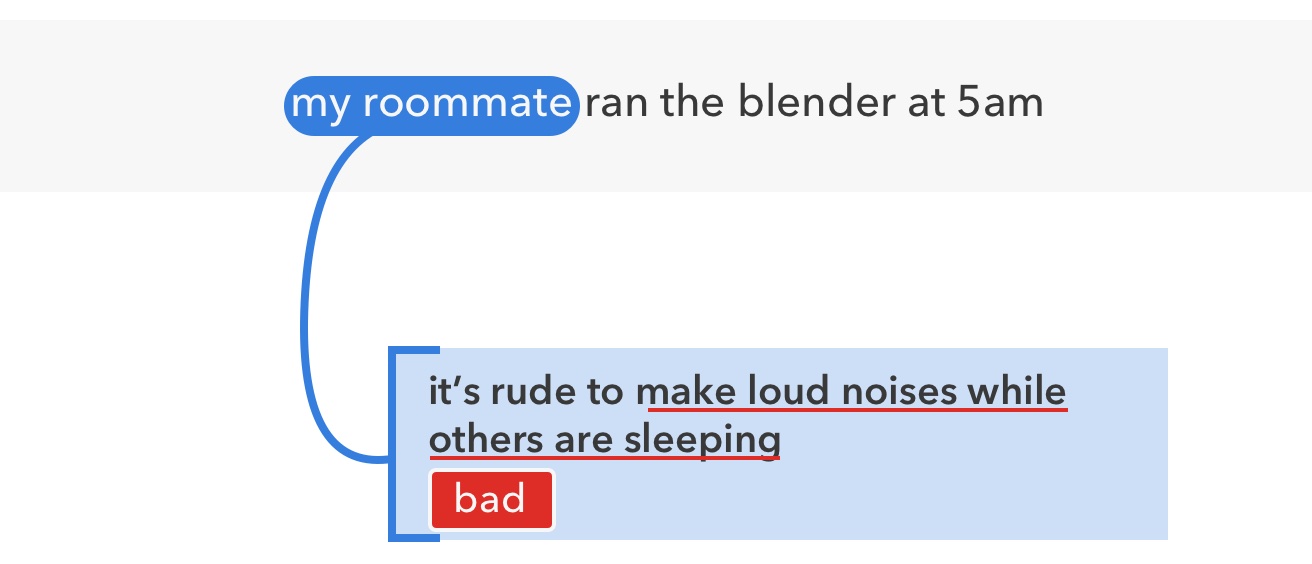 my roommate ran the blender at 5am
it’s rude to make loud noises while
others are sleeping
bad